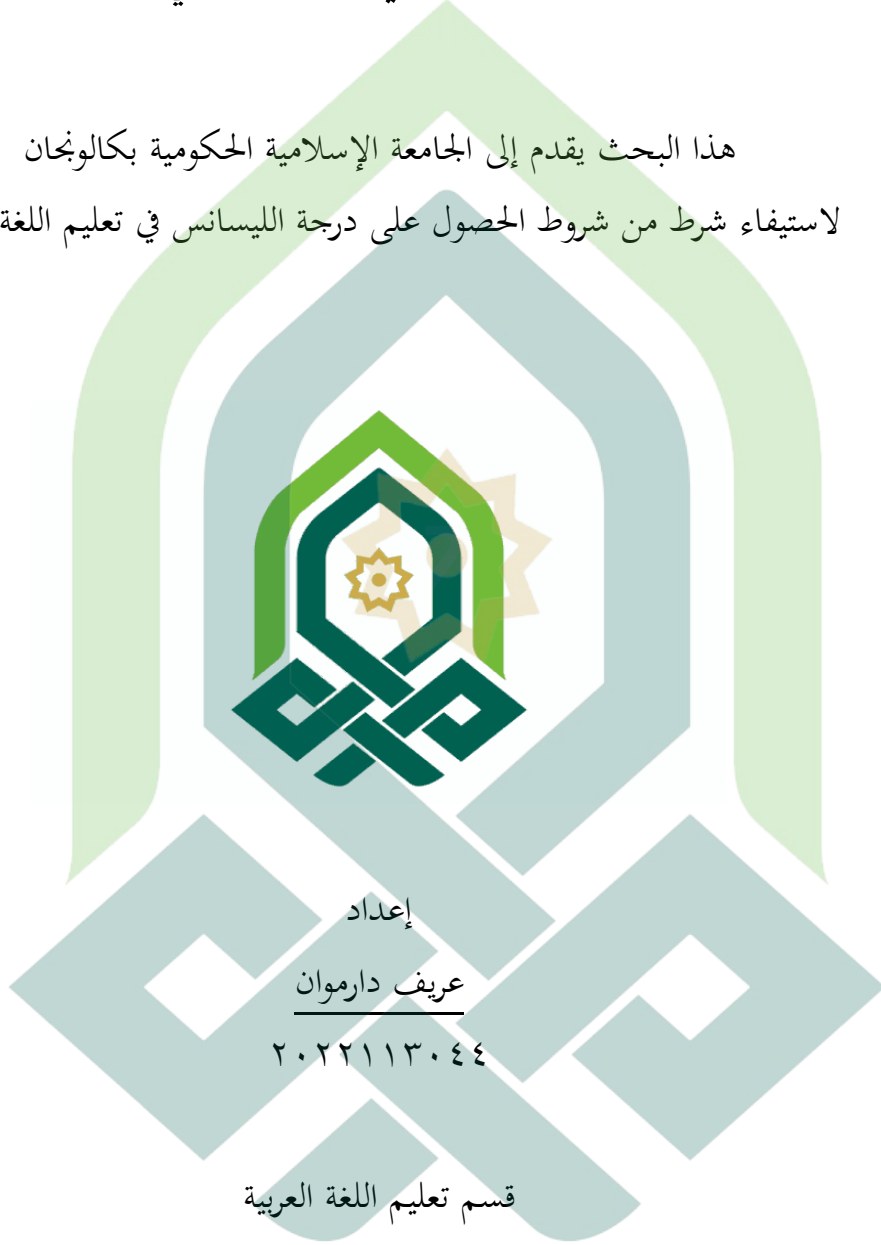 هذا البحث يقدم إلى الجامعة الإسلامية الحكومية بكالونجان
لاستيفاء شرط من شروط الحصول على درجة الليسانس في تعليم اللغة
إعداد
عريف دارموان
٢٠٢٢١١٣٠٤٤
قسم تعليم اللغة العربية